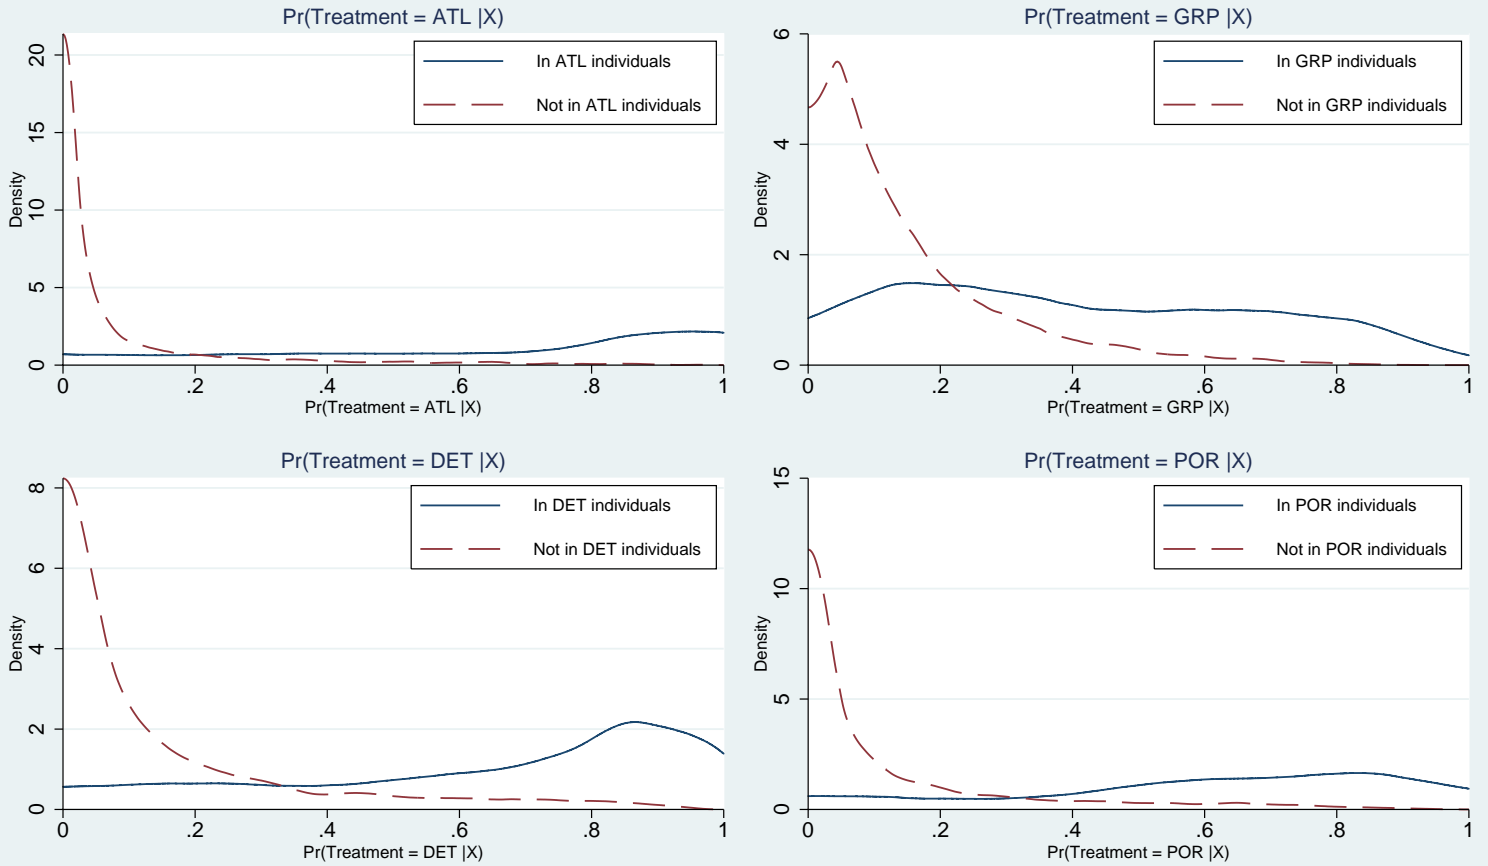 Pr(Treatment = ATL |X)
In ATL individuals
Not in ATL individuals
Density
0
5
10
15
20
0 .2 .4 .6 .8 1
Pr(Treatment = ATL |X)
Pr(Treatment = GRP |X)
In GRP individuals
Not in GRP individuals
Density
0
2
4
6
0 .2 .4 .6 .8 1
Pr(Treatment = GRP |X)
Pr(Treatment = DET |X)
In DET individuals
Not in DET individuals
Density
0
2
4
6
8
0 .2 .4 .6 .8 1
Pr(Treatment = DET |X)
Pr(Treatment = POR |X)
In POR individuals
Not in POR individuals
Density
0
5
10
15
0 .2 .4 .6 .8 1
Pr(Treatment = POR |X)